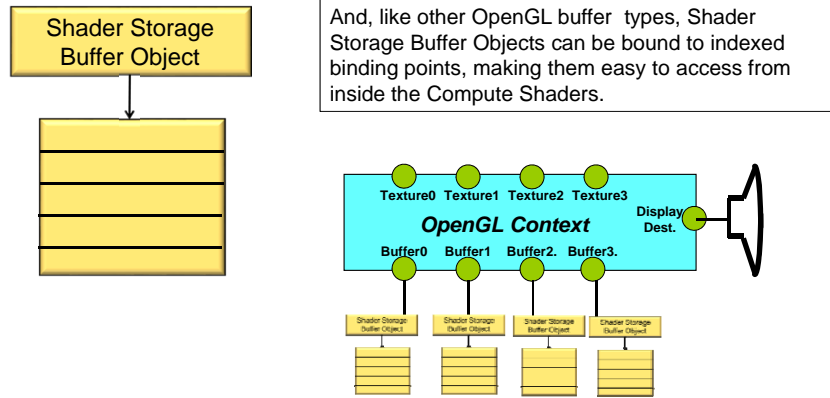 Shader Storage
Buffer Object
And, like other OpenGL buffer types, Shader
Storage Buffer Objects can be bound to indexed
binding points, making them easy to access from
inside the Compute Shaders.
Texture0 Texture1 Texture2 Texture3
OpenGL Context
Display
Dest.
Buffer0 Buffer1 Buffer2. Buffer3.
Shader Storage
Buffer Object
Shader Storage
Buffer Object
Shader Storage
Buffer Object
Shader Storage
Buffer Object